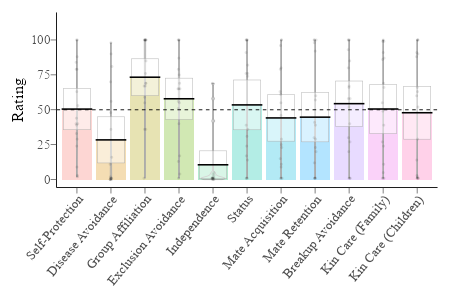 100
75
50
25
0
Rating
Self-Protection
Disease Avoidance
Group Affiliation
Exclusion Avoidance
Independence
Status
Mate Acquisition
Mate Retention
Breakup Avoidance
Kin Care (Family)
Kin Care (Children)